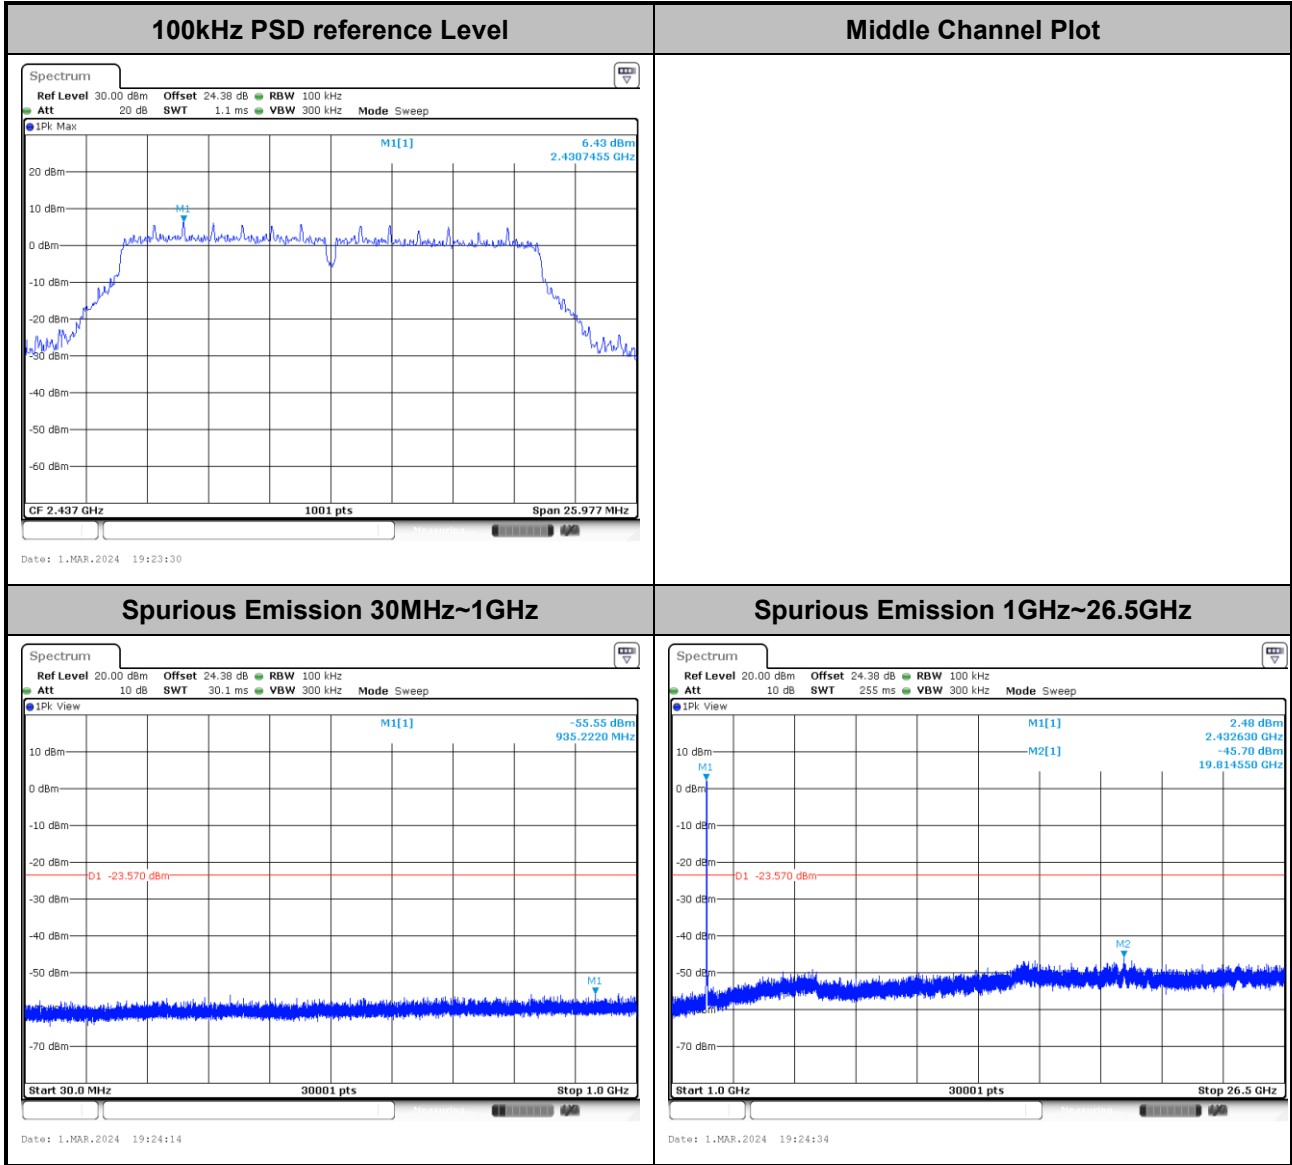 100kHz PSD reference Level
Middle Channel Plot
Spectrum
Ref Level 30.00 dBm Offset 24.38 dB RBW 100 kHz
Att 20 dB SWT 1.1 ms VBW 300 kHz Mode Sweep
1Pk Max
M1[1] 6.43 dBm
2.4307455 GHz
20 dBm
10 dBm
M1
0 dBm
-10 dBm
-20 dBm
-30 dBm
-40 dBm
-50 dBm
-60 dBm
CF 2.437 GHz 1001 pts Span 25.977 MHz
Date: 1.MAR.2024 19:23:30
Spurious Emission 30MHz~1GHz
Spurious Emission 1GHz~26.5GHz
Spectrum
Ref Level 20.00 dBm Offset 24.38 dB RBW 100 kHz
Att 10 dB SWT 30.1 ms VBW 300 kHz Mode Sweep
1Pk View
M1[1] -55.55 dBm
935.2220 MHz
10 dBm
0 dBm
-10 dBm
-20 dBm
D1 -23.570 dBm
-30 dBm
-40 dBm
-50 dBm
M1
-70 dBm
Start 30.0 MHz 30001 pts Stop 1.0 GHz
Date: 1.MAR.2024 19:24:14
Spectrum
Ref Level 20.00 dBm Offset 24.38 dB RBW 100 kHz
Att 10 dB SWT 255 ms VBW 300 kHz Mode Sweep
1Pk View
M1[1] 2.48 dBm
2.432630 GHz
10 dBm
M2[1] -45.70 dBm
M1
19.814550 GHz
0 dBm
-10 dBm
-20 dBm
D1 -23.570 dBm
-30 dBm
-40 dBm
M2
-50 dBm
-70 dBm
Start 1.0 GHz 30001 pts Stop 26.5 GHz
Date: 1.MAR.2024 19:24:34